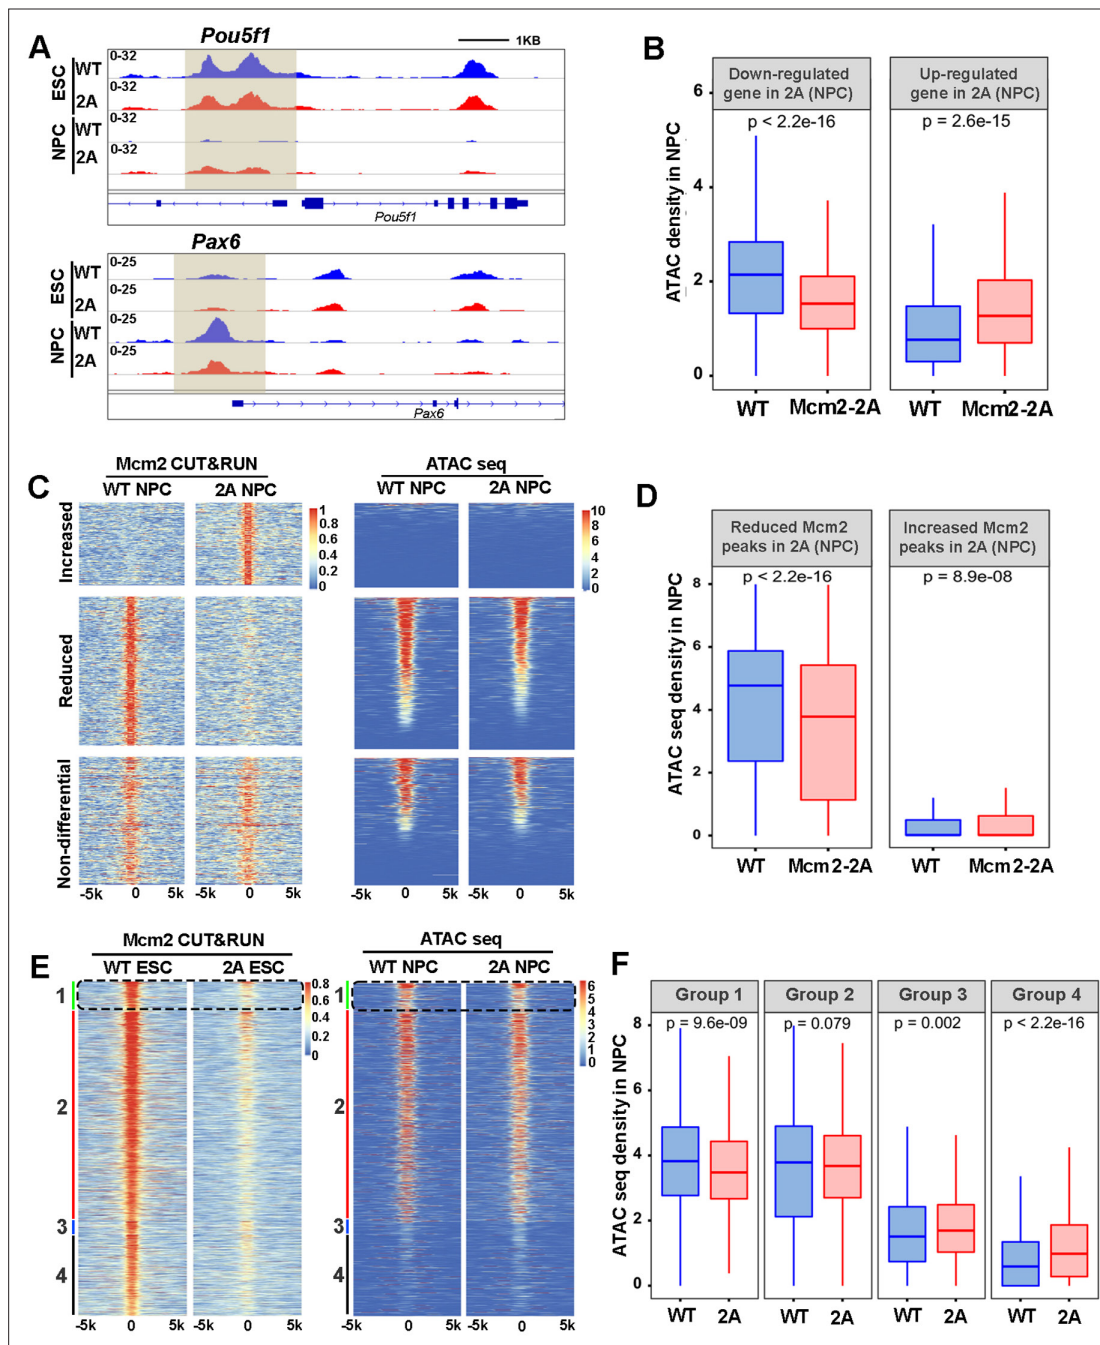 A
Pou5f1
1KB
ESC
WT
0-32
2A
0-32
NPC
WT
0-32
2A
0-32
Pou5f1
Pax6
ESC
WT
0-25
2A
0-25
NPC
WT
0-25
2A
0-25
Pax6
B
Down-regulated
gene in 2A (NPC)
Up-regulated
gene in 2A (NPC)
p < 2.2e-16
p = 2.6e-15
ATAC density in NPC
6
4
2
0
WT
Mcm2-2A
WT
Mcm2-2A
C
Mcm2 CUT&RUN
ATAC seq
WT NPC
2A NPC
WT NPC
2A NPC
Increased
1
0.8
0.6
0.4
0.2
0
10
8
6
4
2
0
Reduced
Non-differential
-5k
0
5k
0
5k
-5k
0
5k
0
5k
D
Reduced Mcm2
peaks in 2A (NPC)
Increased Mcm2
peaks in 2A (NPC)
p < 2.2e-16
p = 8.9e-08
ATAC seq density in NPC
8
6
4
2
0
WT
Mcm2-2A
WT
Mcm2-2A
E
Mcm2 CUT&RUN
ATAC seq
WT ESC
2A ESC
WT NPC
2A NPC
1
2
3
4
0.8
0.6
0.4
0.2
0
1
2
3
4
6
5
4
3
2
1
0
-5k
0
5k
0
5k
-5k
0
5k
0
5k
F
Group 1
Group 2
Group 3
Group 4
p = 9.6e-09
p = 0.079
p = 0.002
p < 2.2e-16
ATAC seq density in NPC
8
6
4
2
0
WT
2A
WT
2A
WT
2A
WT
2A